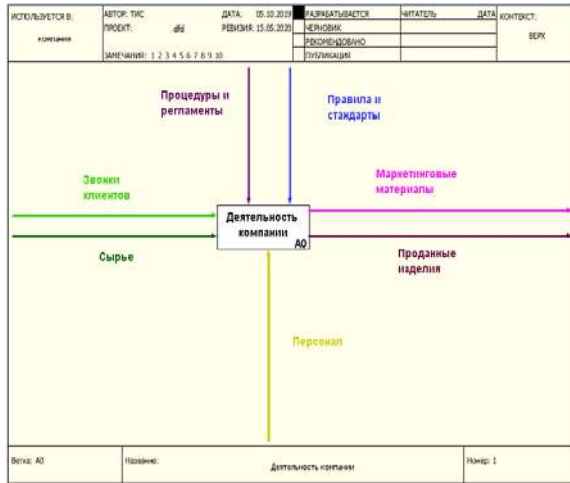 ИСПОЛЬЗУЕТСЯ В:
компания
АВТОР: ТИС
ДАТА: 05.10.2019
ПРОЕКТ: dfd
РЕВИЗИЯ: 15.05.2020
ЗАМЕЧАНИЯ: 1 2 3 4 5 6 7 8 9 10
РАЗРАБАТЫВАЕТСЯ
ЧЕРНОВИК
РЕКОМЕНДОВАНО
ПУБЛИКАЦИЯ
ЧИТАТЕЛЬ
ДАТА
КОНТЕКСТ:
ВЕРХ
Процедуры и
регламенты
Правила и
стандарты
Звонки
клиентов
Маркетинговые
материалы
Деятельность
компании
A0
Сырье
Проданные
изделия
Персонал
Ветка: A0
Название:
Деятельность компании
Номер: 1